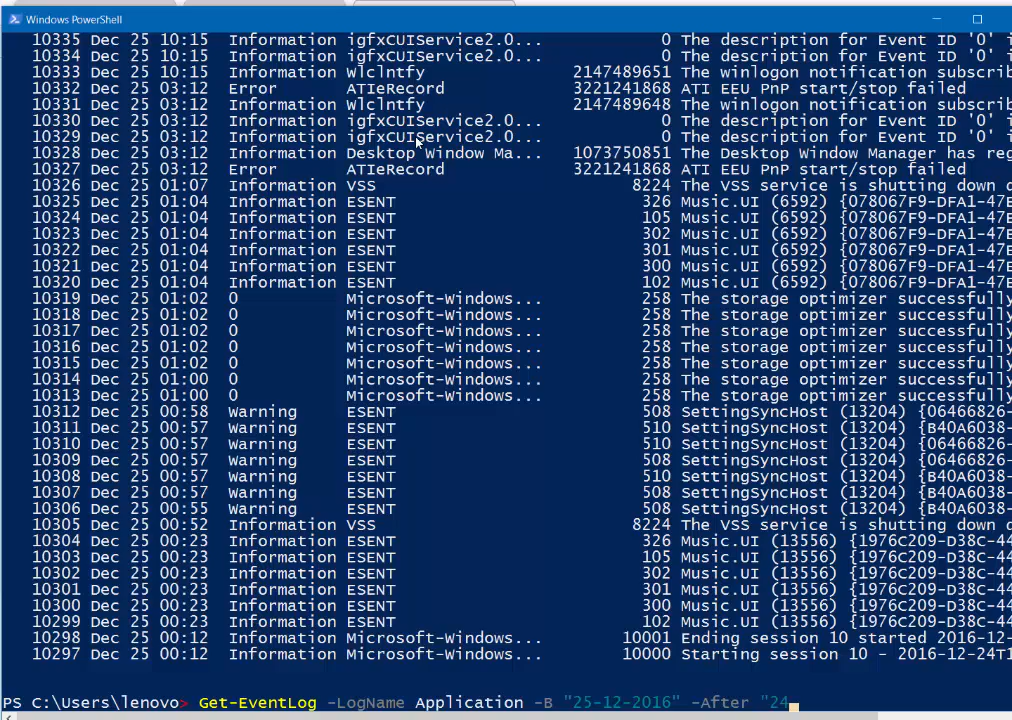 Windows PowerShell
10335 Dec 25 10:15 Information igfxCUIService2.0... 0 The description for Event ID '0' i
10334 Dec 25 10:15 Information igfxCUIService2.0... 0 The description for Event ID '0' i
10333 Dec 25 10:15 Information Wlclntfy 2147489651 The winlogon notification subscrib
10332 Dec 25 03:12 Error ATIeRecord 3221241868 ATI EEU PnP start/stop failed
10331 Dec 25 03:12 Information Wlclntfy 2147489648 The winlogon notification subscrib
10330 Dec 25 03:12 Information igfxCUIService2.0... 0 The description for Event ID '0' i
10329 Dec 25 03:12 Information igfxCUIService2.0... 0 The description for Event ID '0' i
10328 Dec 25 03:12 Information Desktop Window Ma... 1073750851 The Desktop Window Manager has reg
10327 Dec 25 03:12 Error ATIeRecord 3221241868 ATI EEU PnP start/stop failed
10326 Dec 25 01:07 Information VSS 8224 The VSS service is shutting down d
10325 Dec 25 01:04 Information ESENT 326 Music.UI (6592) {078067F9-DFA1-47E
10324 Dec 25 01:04 Information ESENT 105 Music.UI (6592) {078067F9-DFA1-47E
10323 Dec 25 01:04 Information ESENT 302 Music.UI (6592) {078067F9-DFA1-47E
10322 Dec 25 01:04 Information ESENT 301 Music.UI (6592) {078067F9-DFA1-47E
10321 Dec 25 01:04 Information ESENT 300 Music.UI (6592) {078067F9-DFA1-47E
10320 Dec 25 01:04 Information ESENT 102 Music.UI (6592) {078067F9-DFA1-47E
10319 Dec 25 01:02 0 Microsoft-Windows... 258 The storage optimizer successfully
10318 Dec 25 01:02 0 Microsoft-Windows... 258 The storage optimizer successfully
10317 Dec 25 01:02 0 Microsoft-Windows... 258 The storage optimizer successfully
10316 Dec 25 01:02 0 Microsoft-Windows... 258 The storage optimizer successfully
10315 Dec 25 01:02 0 Microsoft-Windows... 258 The storage optimizer successfully
10314 Dec 25 01:00 0 Microsoft-Windows... 258 The storage optimizer successfully
10313 Dec 25 01:00 0 Microsoft-Windows... 258 The storage optimizer successfully
10312 Dec 25 00:58 Warning ESENT 508 SettingSyncHost (13204) {06466826-
10311 Dec 25 00:57 Warning ESENT 510 SettingSyncHost (13204) {B40A6038-
10310 Dec 25 00:57 Warning ESENT 510 SettingSyncHost (13204) {06466826-
10309 Dec 25 00:57 Warning ESENT 508 SettingSyncHost (13204) {06466826-
10308 Dec 25 00:57 Warning ESENT 510 SettingSyncHost (13204) {B40A6038-
10307 Dec 25 00:57 Warning ESENT 508 SettingSyncHost (13204) {B40A6038-
10306 Dec 25 00:55 Warning ESENT 508 SettingSyncHost (13204) {06466826-
10305 Dec 25 00:52 Information VSS 8224 The VSS service is shutting down d
10304 Dec 25 00:23 Information ESENT 326 Music.UI (13556) {1976C209-D38C-44
10303 Dec 25 00:23 Information ESENT 105 Music.UI (13556) {1976C209-D38C-44
10302 Dec 25 00:23 Information ESENT 302 Music.UI (13556) {1976C209-D38C-44
10301 Dec 25 00:23 Information ESENT 301 Music.UI (13556) {1976C209-D38C-44
10300 Dec 25 00:23 Information ESENT 300 Music.UI (13556) {1976C209-D38C-44
10299 Dec 25 00:23 Information ESENT 102 Music.UI (13556) {1976C209-D38C-44
10298 Dec 25 00:12 Information Microsoft-Windows... 10001 Ending session 10 started 2016-12-
10297 Dec 25 00:12 Information Microsoft-Windows... 10000 Starting session 10 - 2016-12-24T1
PS C:\Users\lenovo> Get-EventLog -LogName Application -B "25-12-2016" -After "24